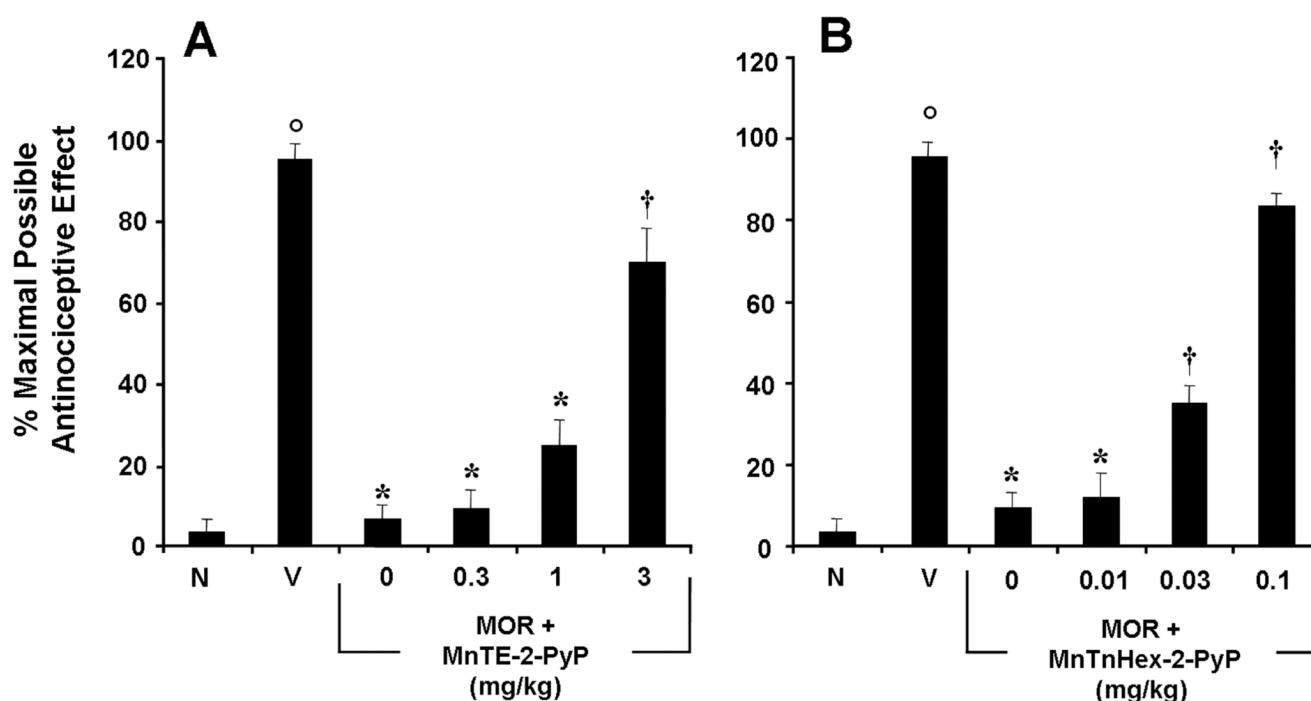 A
% Maximal Possible
Antinociceptive Effect
120
100
80
60
40
20
0
°
*
*
*
†
N V 0 0.3 1 3
MOR +
MnTE-2-PyP
(mg/kg)
B
120
100
80
60
40
20
0
°
*
*
†
†
N V 0 0.01 0.03 0.1
MOR +
MnTnHex-2-PyP
(mg/kg)